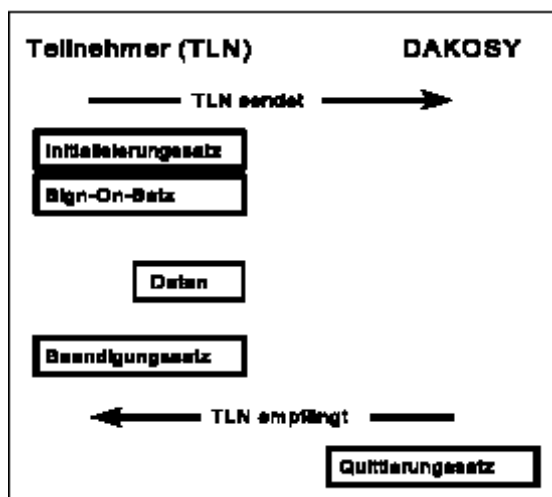 Teilnehmer (TLN) DAKOSY
TLN sendet
Initialisierungssatz
Sign-On-Satz
Daten
Beendigungssatz
TLN empfängt
Quittierungssatz